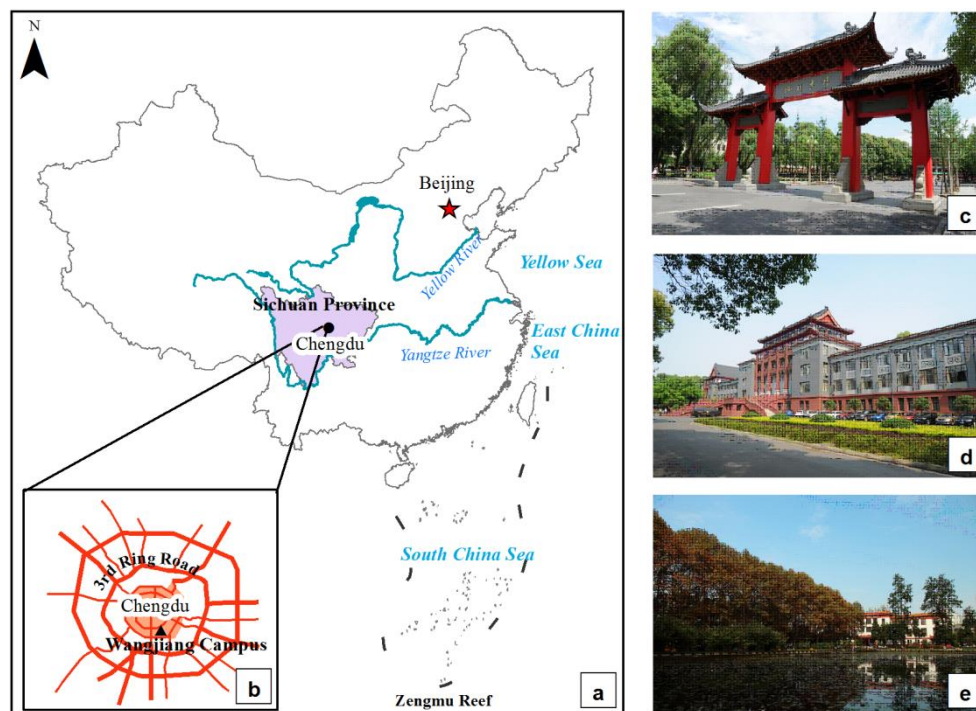 N
Beijing
Yellow River
Yellow Sea
Sichuan Province
Chengdu
Yangtze River
East China
Sea
3rd Ring Road
Chengdu
Wangjiang Campus
South China Sea
Zengmu Reef
b
a
c
d
e